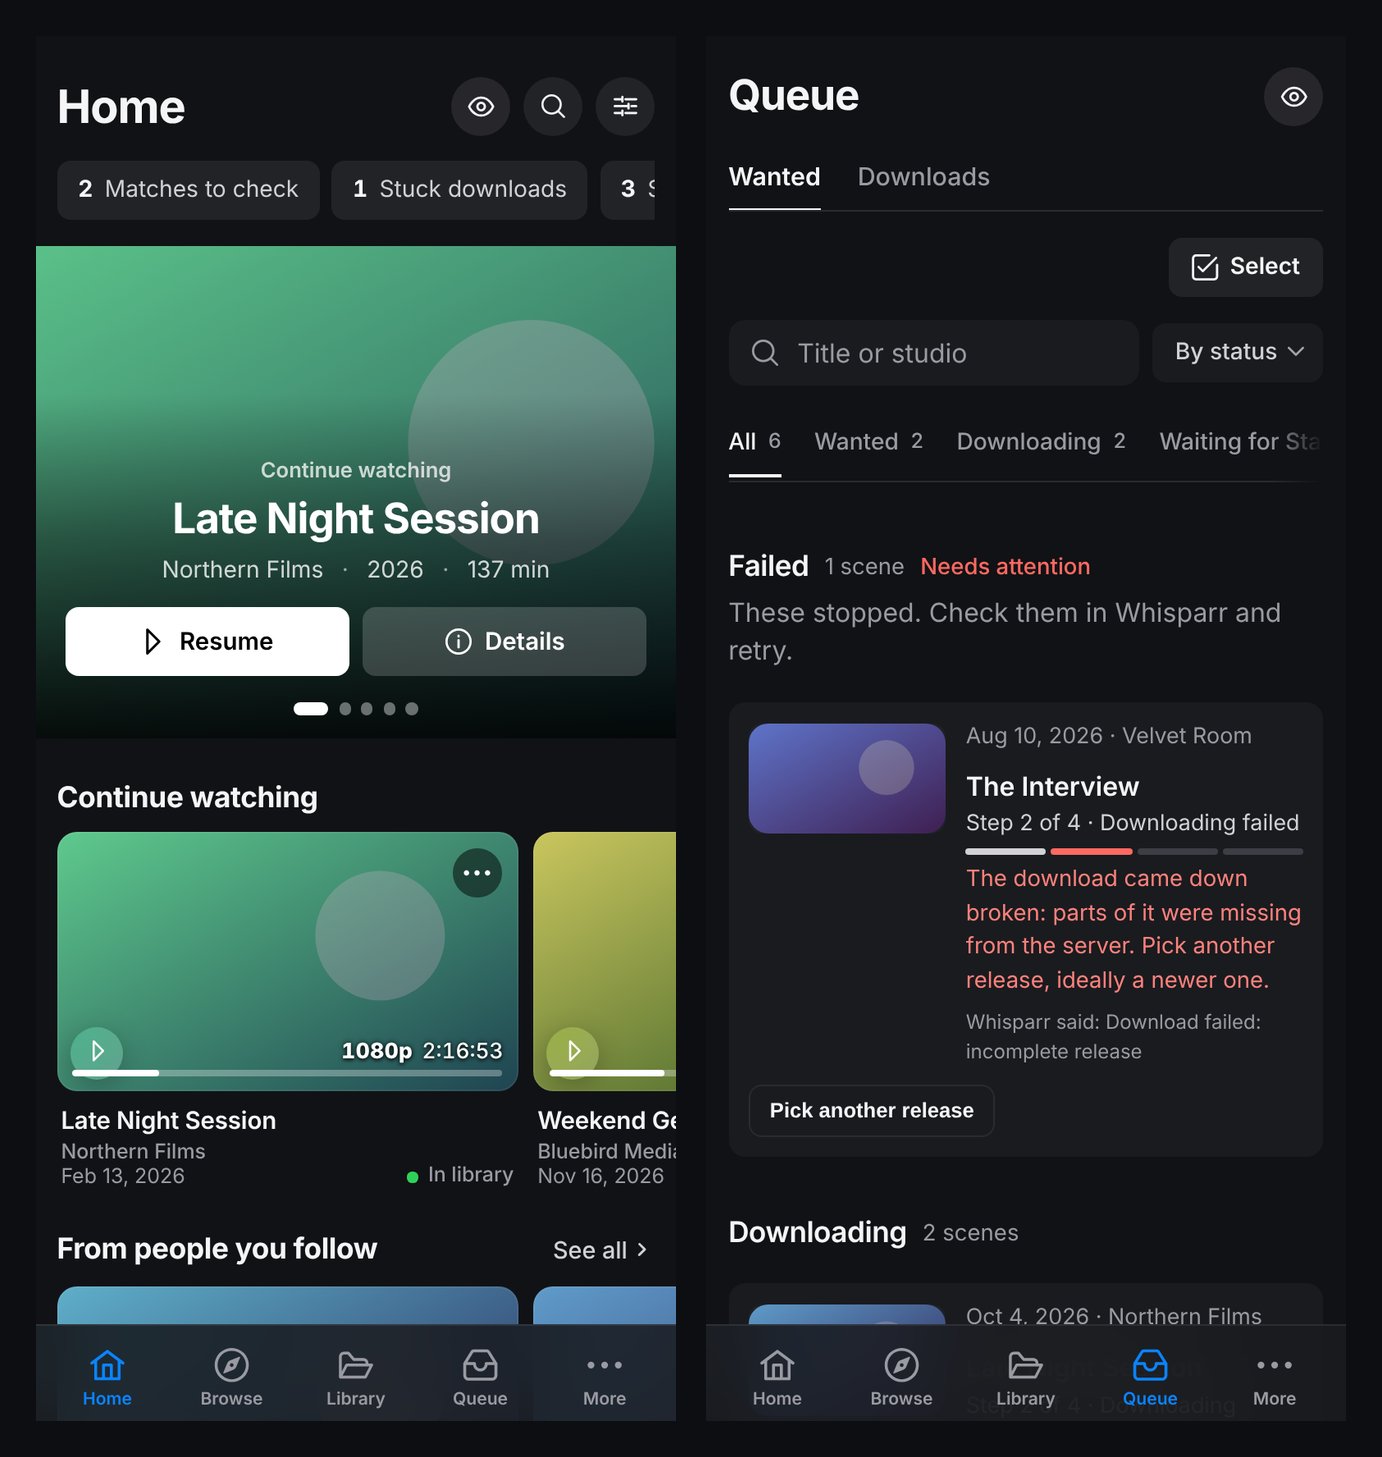 Home
2 Matches to check
1 Stuck downloads
3
Continue watching
Late Night Session
Northern Films · 2026 · 137 min
Resume
Details
Continue watching
1080p 2:16:53
Late Night Session
Northern Films
Feb 13, 2026
In library
Weekend
Bluebird
Nov 16, 2026
From people you follow
See all
Home
Browse
Library
Queue
More
Queue
Wanted
Downloads
Select
Title or studio
By status
All 6
Wanted 2
Downloading 2
Waiting for
Failed 1 scene Needs attention
These stopped. Check them in Whisparr and
retry.
Aug 10, 2026 · Velvet Room
The Interview
Step 2 of 4 · Downloading failed
The download came down
broken: parts of it were missing
from the server. Pick another
release, ideally a newer one.
Whisparr said: Download failed:
incomplete release
Pick another release
Downloading 2 scenes
Oct 4, 2026 · Northern Films
Home
Browse
Library
Queue
More